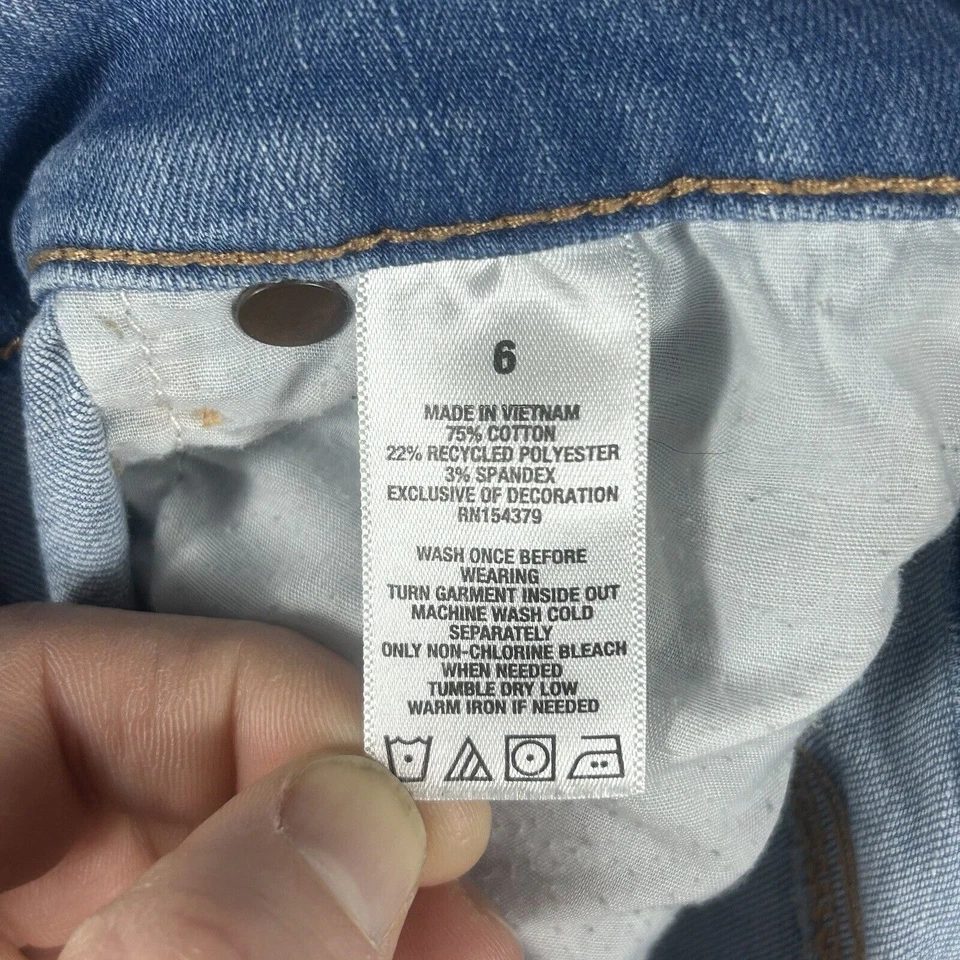 6
MADE IN VIETNAM
75% COTTON
22% RECYCLED POLYESTER
3% SPANDEX
EXCLUSIVE OF DECORATION
RN154379
WASH ONCE BEFORE
WEARING
TURN GARMENT INSIDE OUT
MACHINE WASH COLD
SEPARATELY
ONLY NON-CHLORINE BLEACH
WHEN NEEDED
TUMBLE DRY LOW
WARM IRON IF NEEDED